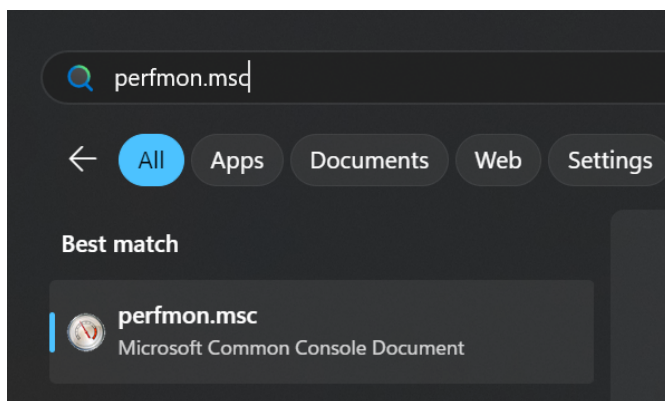 perfmon.msc
All Apps Documents Web Settings
Best match
perfmon.msc
Microsoft Common Console Document